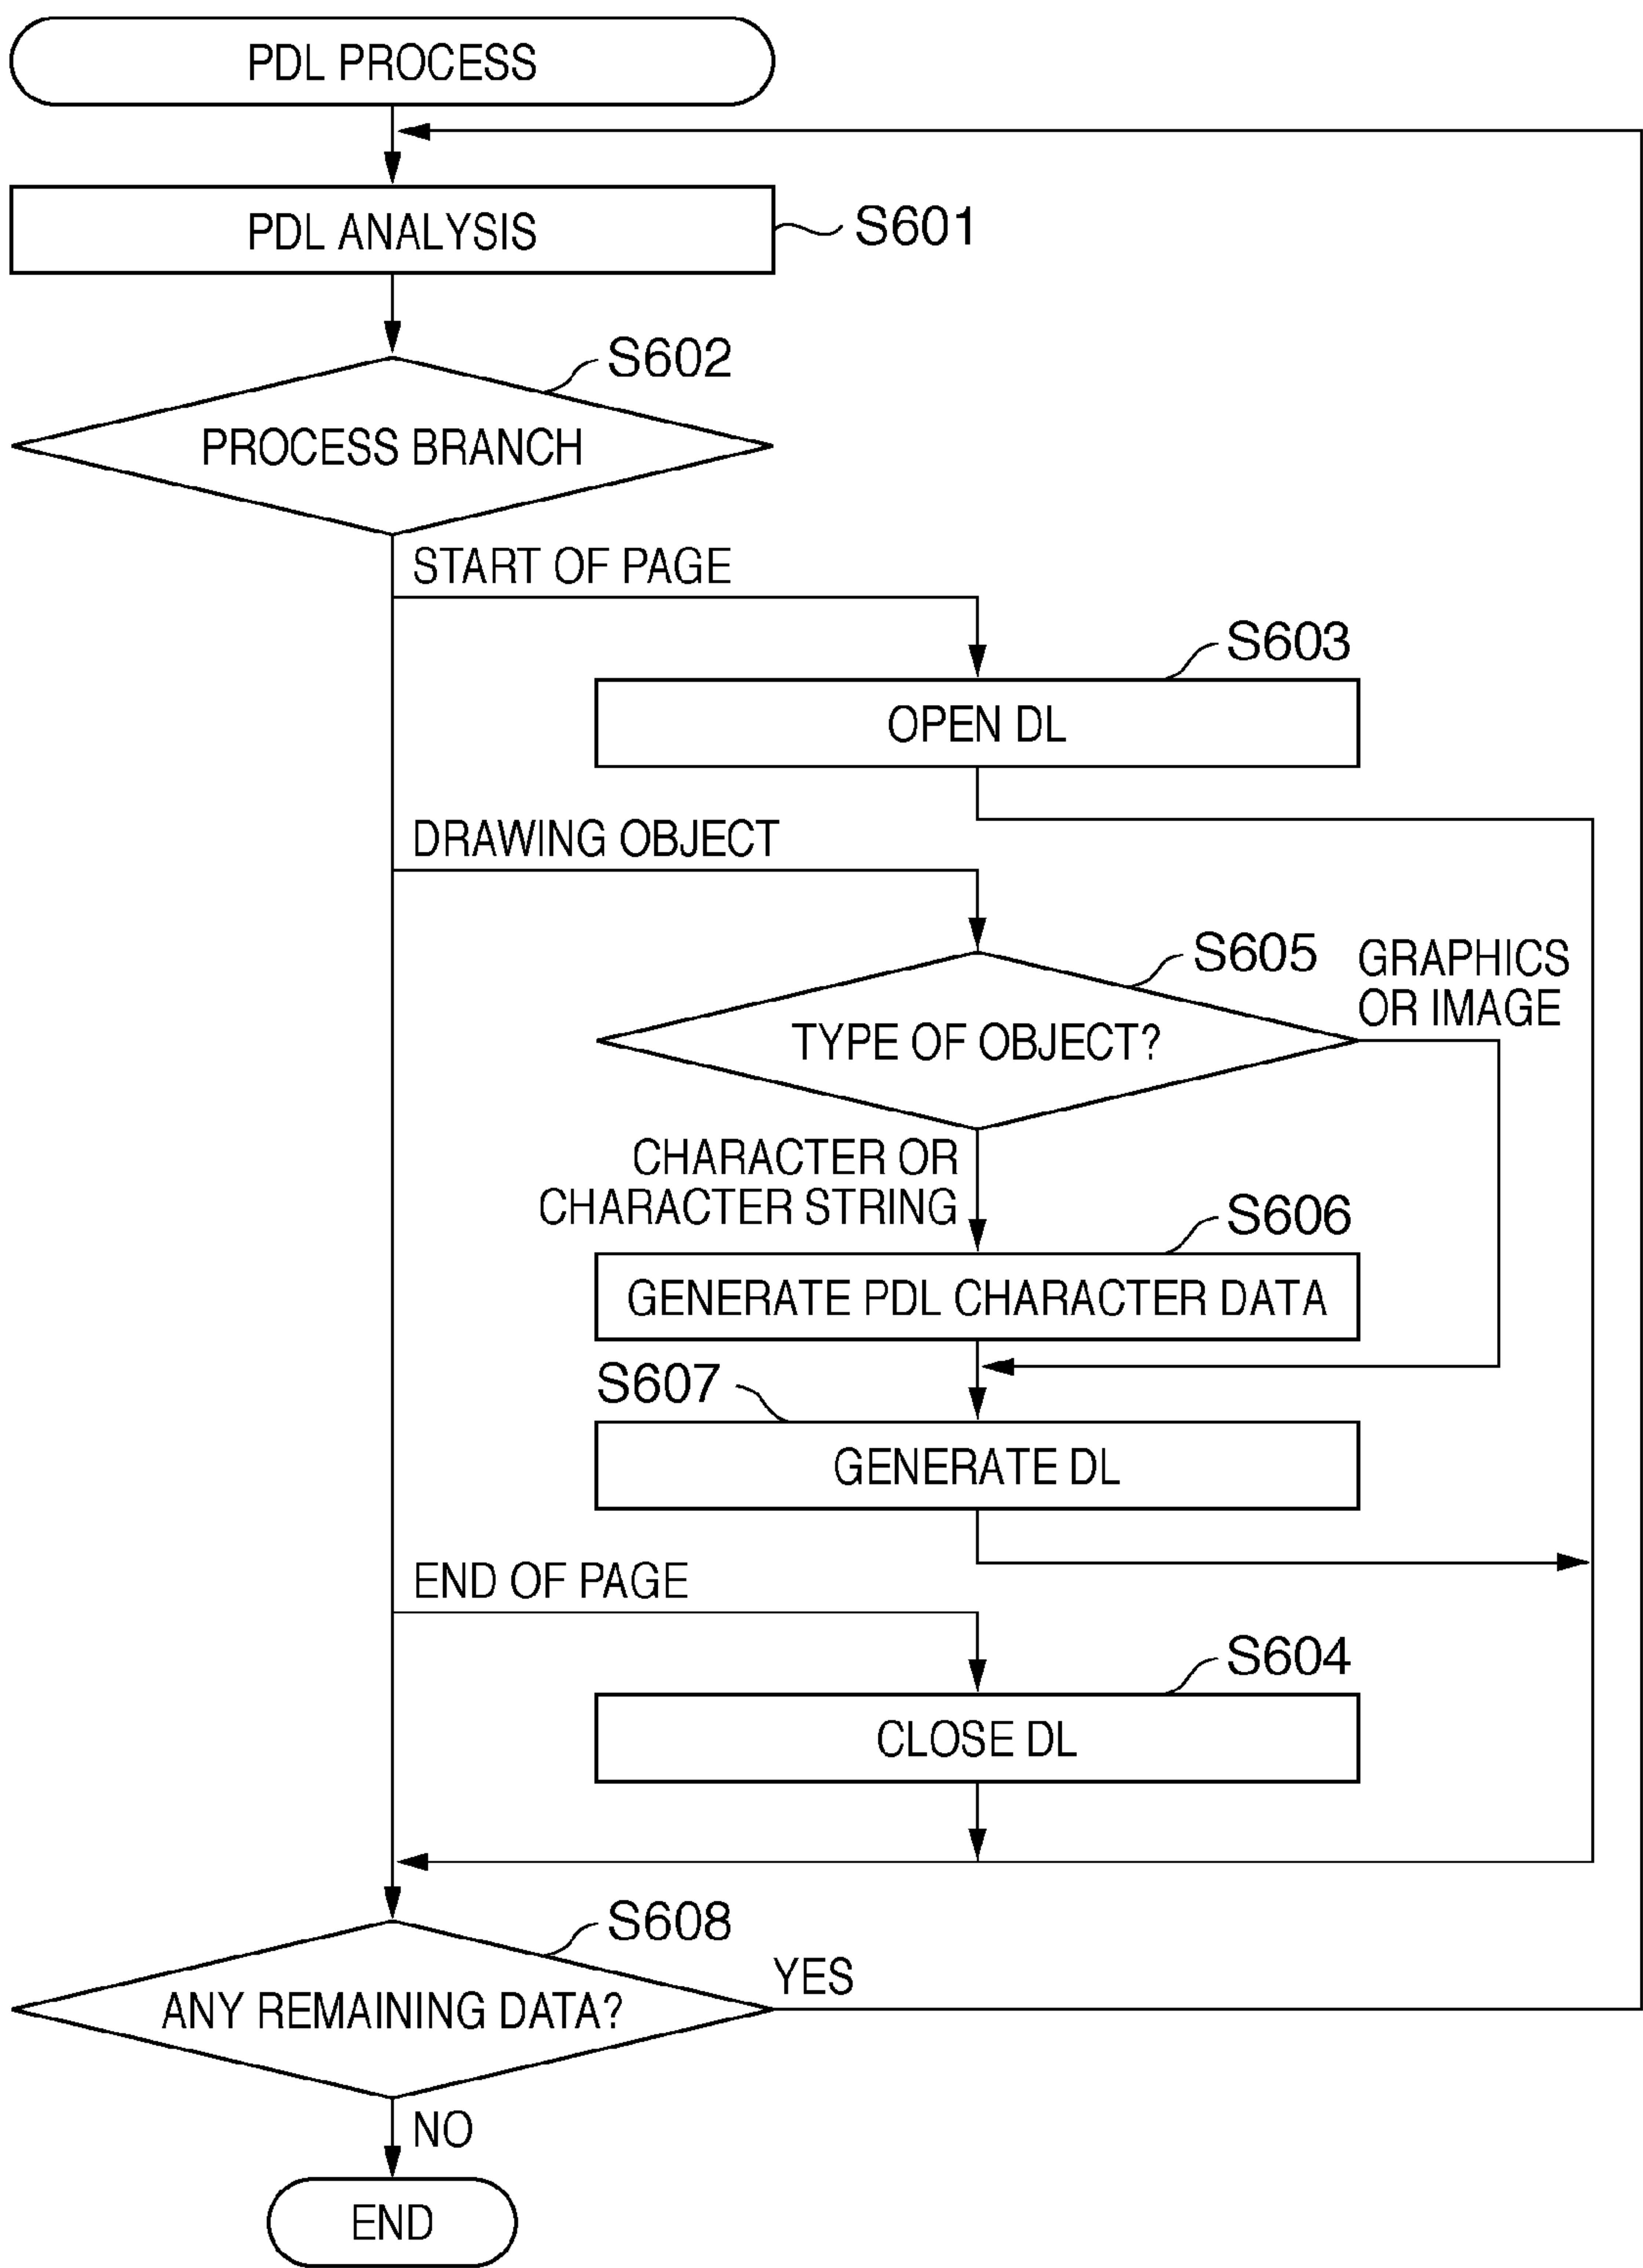 PDL PROCESS
PDL ANALYSIS
S601
S602
PROCESS BRANCH
START OF PAGE
S603
OPEN DL
DRAWING OBJECT
S605
GRAPHICS
OR IMAGE
TYPE OF OBJECT?
CHARACTER OR
CHARACTER STRING
S606
GENERATE PDL CHARACTER DATA
S607
GENERATE DL
END OF PAGE
S604
CLOSE DL
S608
YES
ANY REMAINING DATA?
NO
END